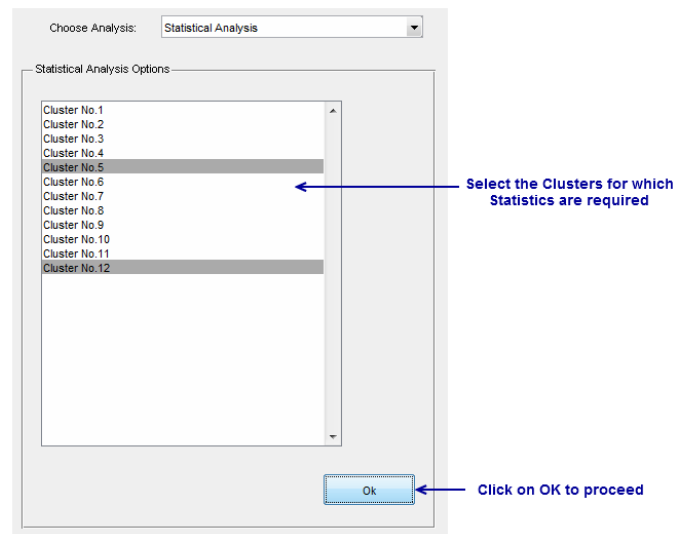 Choose Analysis: Statistical Analysis
Statistical Analysis Options
Cluster No.1
Cluster No.2
Cluster No.3
Cluster No.4
Cluster No.5
Cluster No.6
Cluster No.7
Cluster No.8
Cluster No.9
Cluster No.10
Cluster No.11
Cluster No.12
Select the Clusters for which
Statistics are required
Ok
Click on OK to proceed